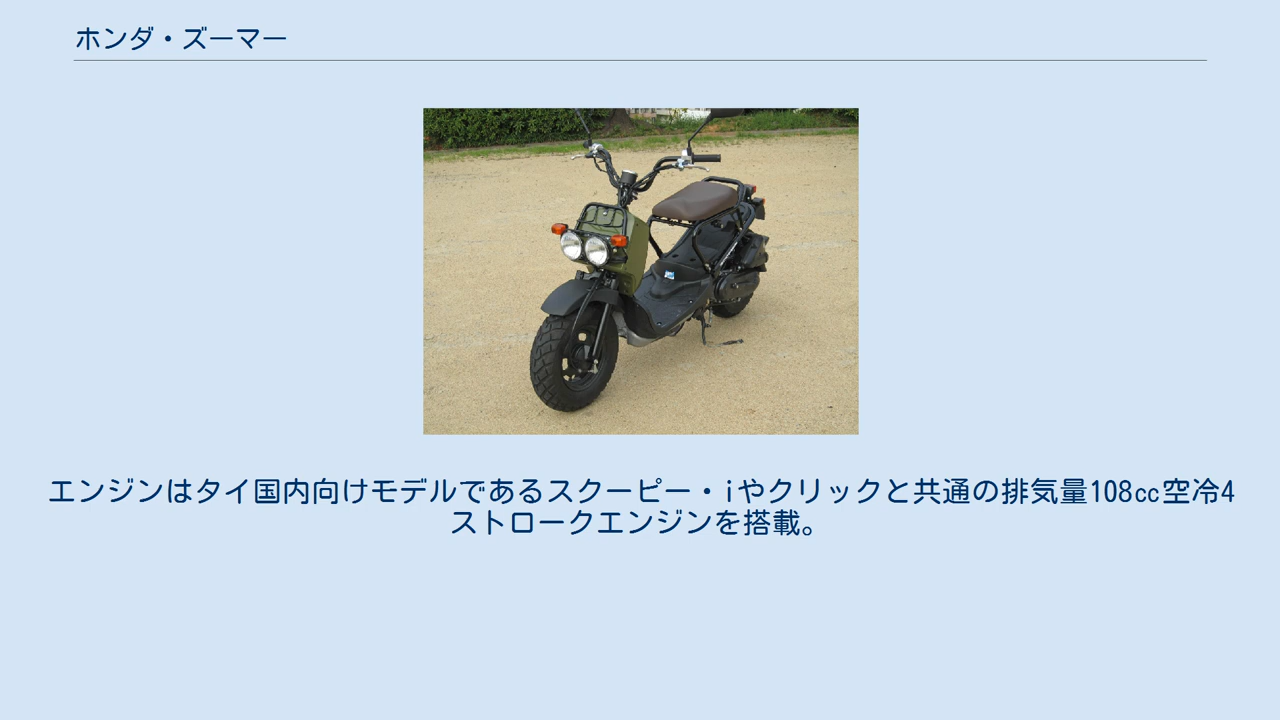 ホンダ・ズーマー
エンジンはタイ国内向けモデルであるスクーピー・iやクリックと共通の排気量108cc空冷4
ストロークエンジンを搭載。